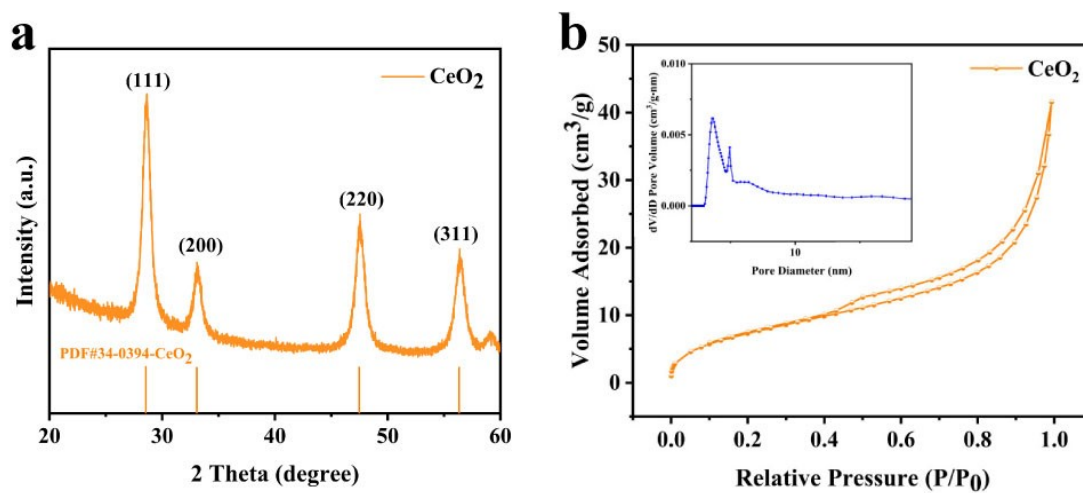 a
CeO₂
(111)
(200)
(220)
(311)
Intensity (a.u.)
PDF#34-0394-CeO₂
20
30
40
50
60
2 Theta (degree)
b
CeO₂
50
40
30
20
10
0
Volume Adsorbed (cm³/g)
0.0
0.2
0.4
0.6
0.8
1.0
Relative Pressure (P/P₀)
0.010
0.005
0.000
dV/dD Pore Volume (cm³/g·nm)
10
Pore Diameter (nm)